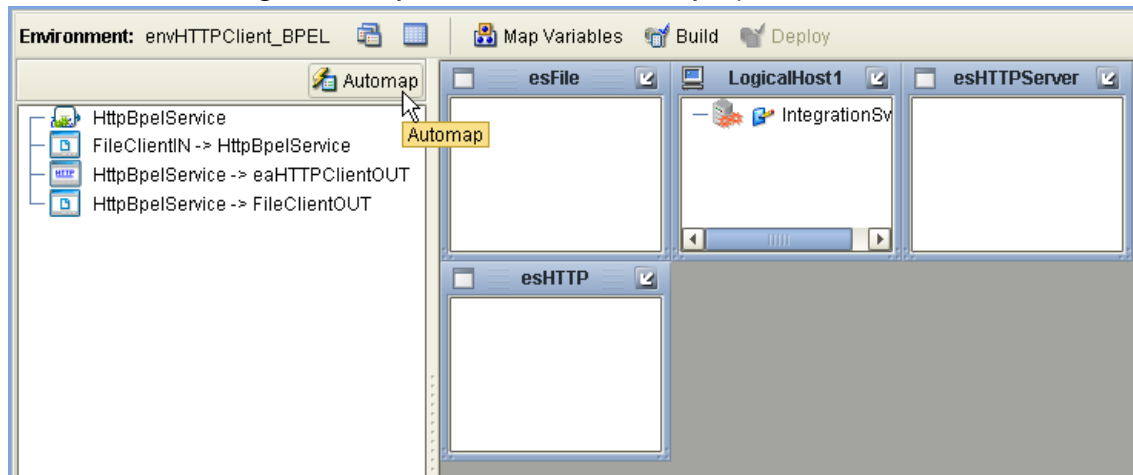 Environment: envHTTPClient_BPEL Map Variables Build Deploy
Automap
Automap
HttpBpelService
FileClientIN -> HttpBpelService
HttpBpelService -> eaHTTPClientOUT
HttpBpelService -> FileClientOUT
esFile
LogicalHost1
IntegrationSv
esHTTPServer
esHTTP